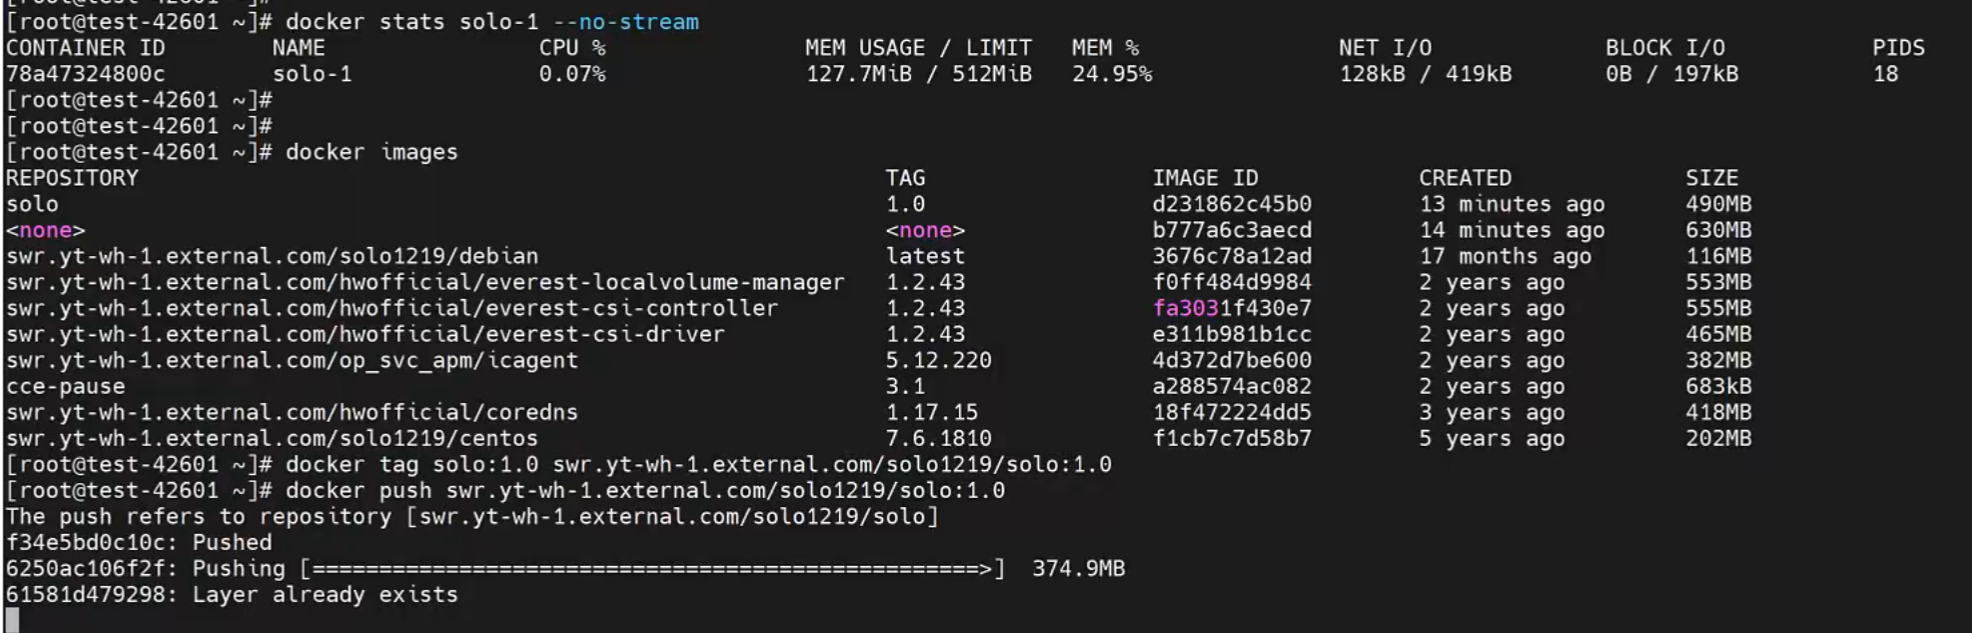 [root@test-42601 ~]#
[root@test-42601 ~]# docker stats solo-1 --no-stream
CONTAINER ID        NAME                CPU %               MEM USAGE / LIMIT   MEM %               NET I/O             BLOCK I/O           PIDS
78a47324800c        solo-1              0.07%               127.7MiB / 512MiB   24.95%              128kB / 419kB       0B / 197kB          18
[root@test-42601 ~]#
[root@test-42601 ~]#
[root@test-42601 ~]# docker images
REPOSITORY                                                        TAG                 IMAGE ID            CREATED             SIZE
solo                                                              1.0                 d231862c45b0        13 minutes ago      490MB
<none>                                                            <none>              b777a6c3aecd        14 minutes ago      630MB
swr.yt-wh-1.external.com/solo1219/debian                          latest              3676c78a12ad        17 months ago       116MB
swr.yt-wh-1.external.com/hwofficial/everest-localvolume-manager   1.2.43              f0ff484d9984        2 years ago         553MB
swr.yt-wh-1.external.com/hwofficial/everest-csi-controller        1.2.43              fa3031f430e7        2 years ago         555MB
swr.yt-wh-1.external.com/hwofficial/everest-csi-driver            1.2.43              e311b981b1cc        2 years ago         465MB
swr.yt-wh-1.external.com/op_svc_apm/icagent                       5.12.220            4d372d7be600        2 years ago         382MB
cce-pause                                                         3.1                 a288574ac082        2 years ago         683kB
swr.yt-wh-1.external.com/hwofficial/coredns                       1.17.15             18f472224dd5        3 years ago         418MB
swr.yt-wh-1.external.com/solo1219/centos                          7.6.1810            f1cb7c7d58b7        5 years ago         202MB
[root@test-42601 ~]# docker tag solo:1.0 swr.yt-wh-1.external.com/solo1219/solo:1.0
[root@test-42601 ~]# docker push swr.yt-wh-1.external.com/solo1219/solo:1.0
The push refers to repository [swr.yt-wh-1.external.com/solo1219/solo]
f34e5bd0c10c: Pushed
6250ac106f2f: Pushing [==================================================>]  374.9MB
61581d479298: Layer already exists